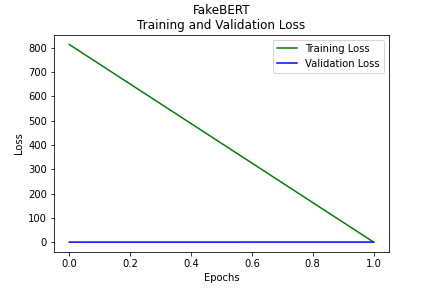 FakeBERT
Training and Validation Loss
Training Loss
Validation Loss
Loss
800
700
600
500
400
300
200
100
0
0.0 0.2 0.4 0.6 0.8 1.0
Epochs